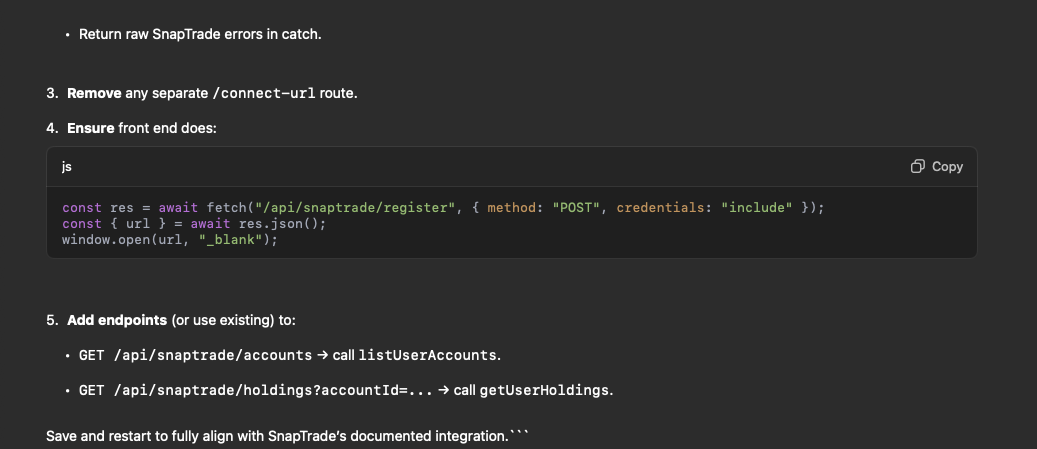 • Return raw SnapTrade errors in catch.
3. Remove any separate /connect-url route.
4. Ensure front end does:
js
Copy
const res = await fetch("/api/snaptrade/register", { method: "POST", credentials: "include" });
const { url } = await res.json();
window.open(url, "_blank");
5. Add endpoints (or use existing) to:
• GET /api/snaptrade/accounts → call listUserAccounts.
• GET /api/snaptrade/holdings?accountId=... → call getUserHoldings.
Save and restart to fully align with SnapTrade’s documented integration.```